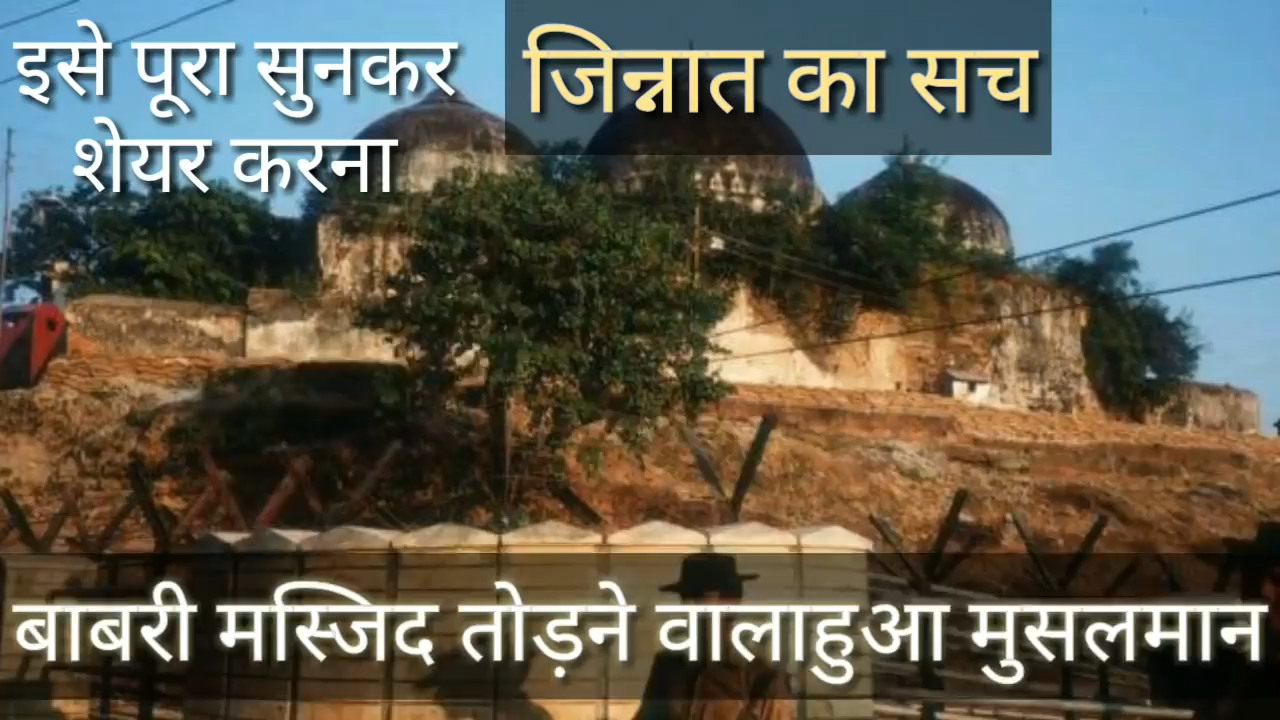 इसे पूरा सुनकर
शेयर करना
जिन्नात का सच
बाबरी मस्जिद तोड़ने वालाहुआ मुसलमान